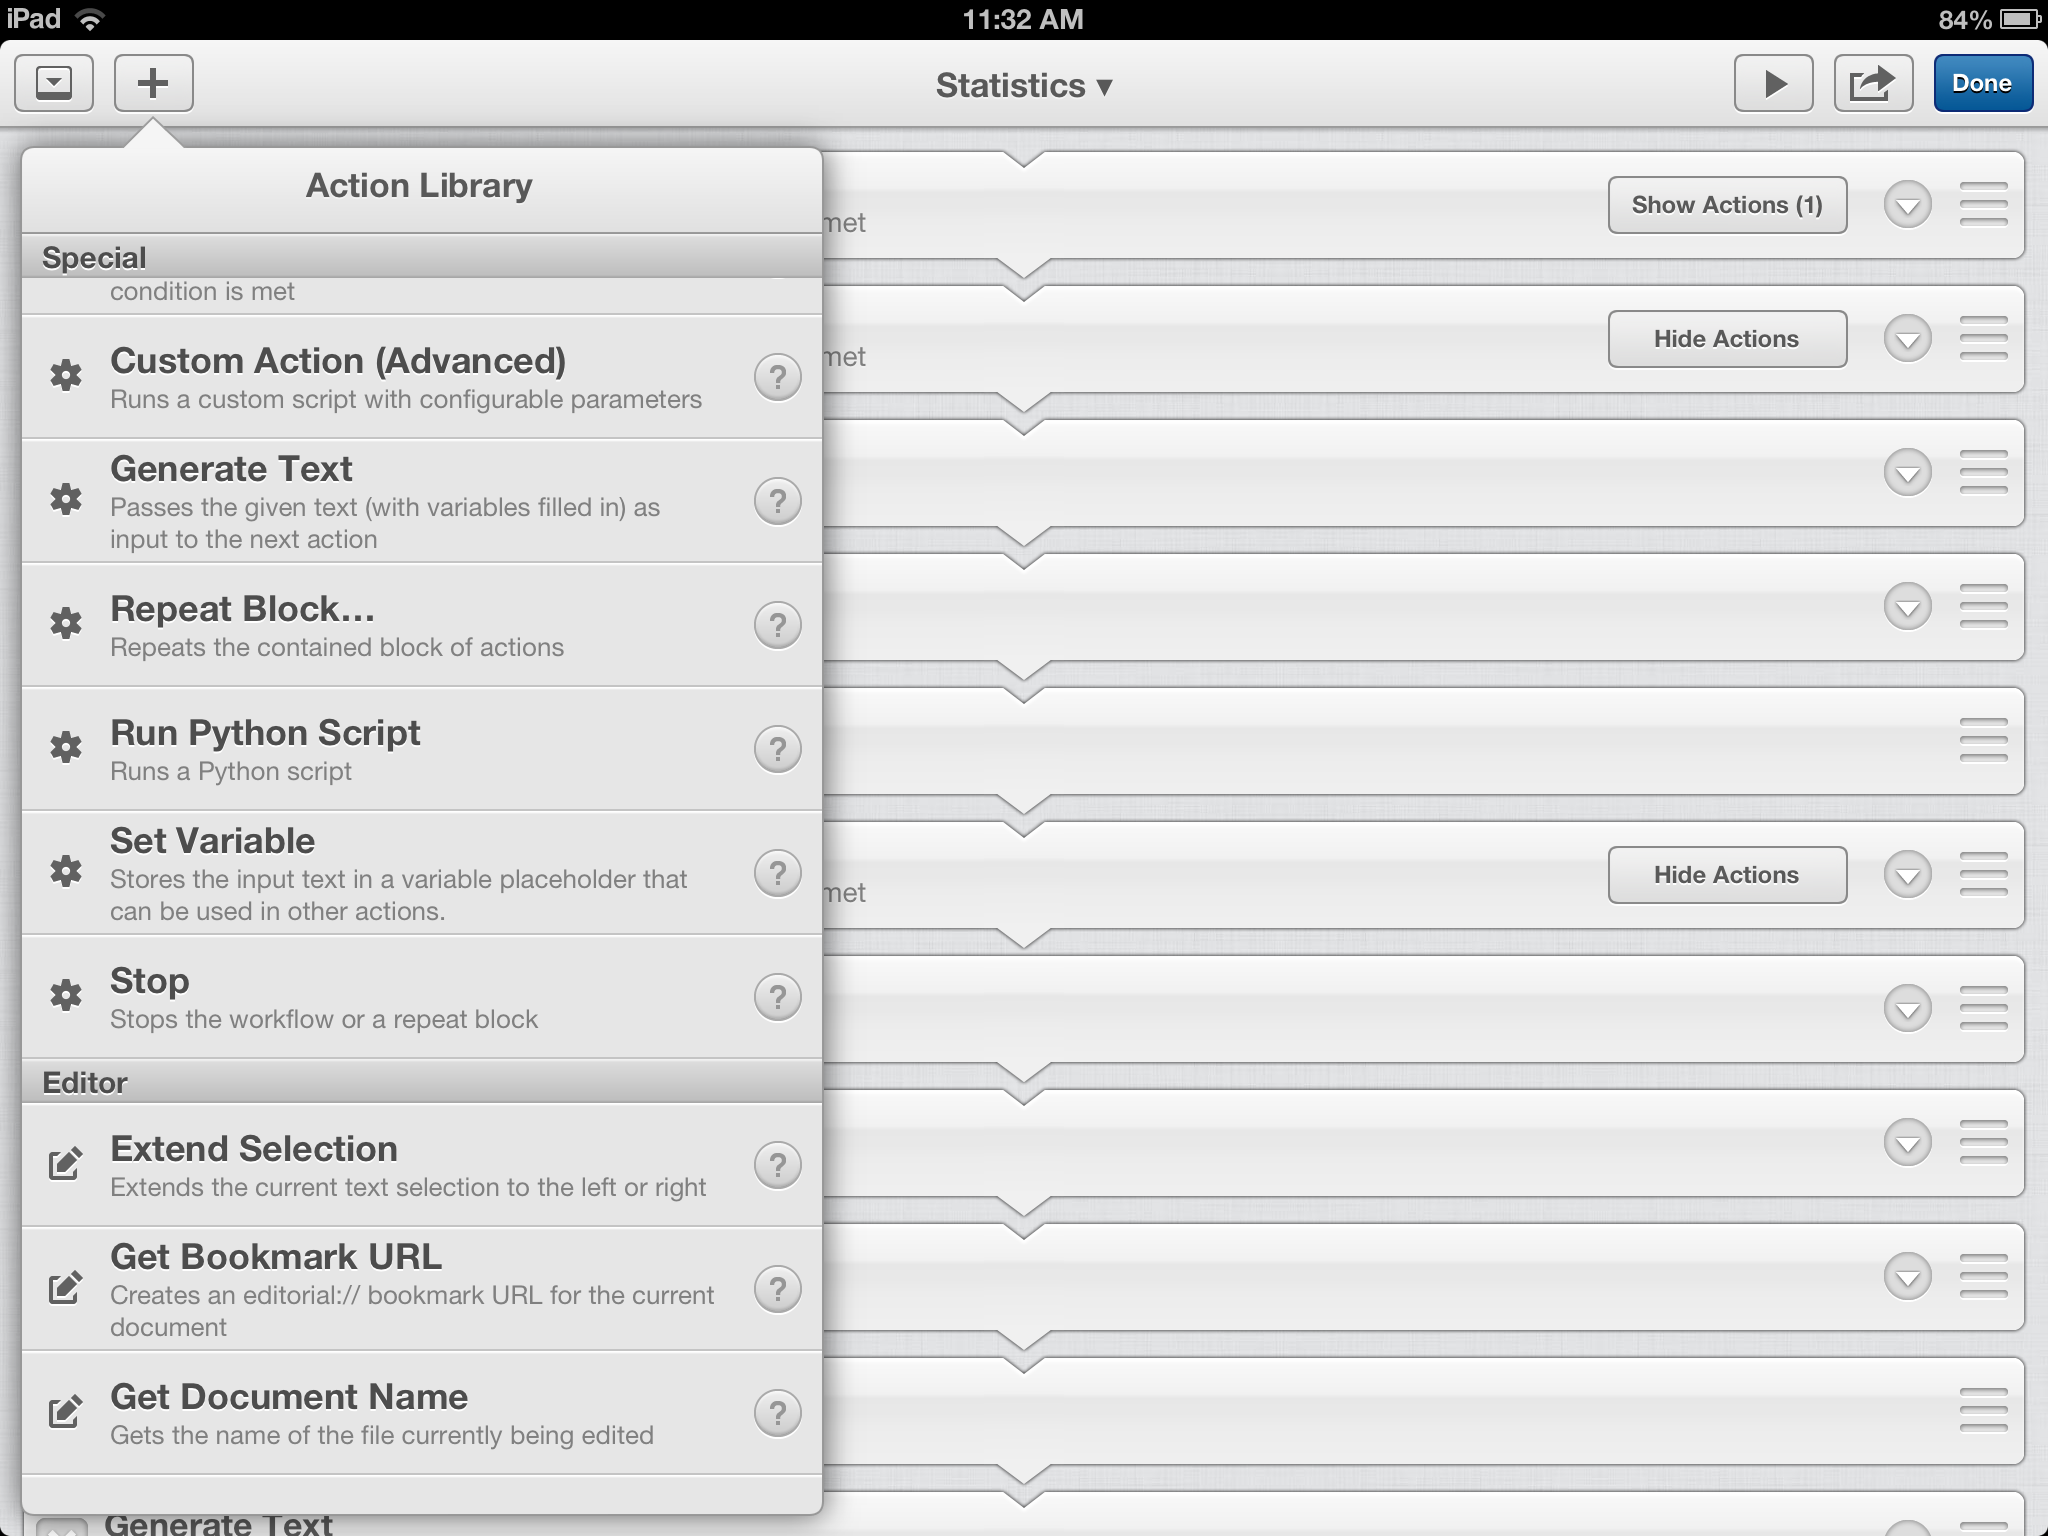 iPad 11:32 AM 84%
Statistics ▾ Done
Action Library
Special
condition is met
Custom Action (Advanced)
Runs a custom script with configurable parameters
?
Generate Text
Passes the given text (with variables filled in) as
input to the next action
?
Repeat Block...
Repeats the contained block of actions
?
Run Python Script
Runs a Python script
?
Set Variable
Stores the input text in a variable placeholder that
can be used in other actions.
?
Stop
Stops the workflow or a repeat block
?
Editor
Extend Selection
Extends the current text selection to the left or right
?
Get Bookmark URL
Creates an editorial:// bookmark URL for the current
document
?
Get Document Name
Gets the name of the file currently being edited
?
met
Show Actions (1)
met
Hide Actions
met
Hide Actions
Generate Text